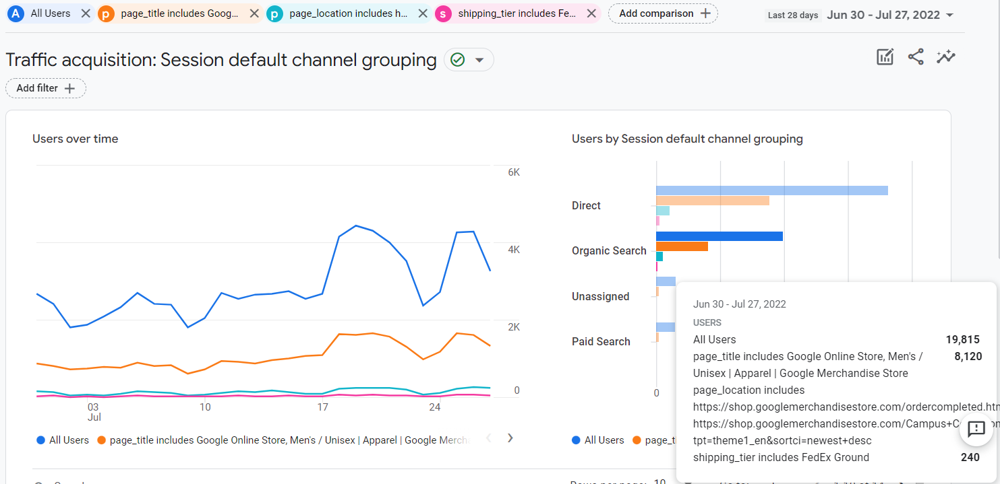 A All Users
p page_title includes Goog...
p page_location includes h...
s shipping_tier includes Fe...
Add comparison
Last 28 days Jun 30 - Jul 27, 2022
Traffic acquisition: Session default channel grouping
Add filter
Users over time
6K
4K
2K
0
03
Jul
10
17
24
All Users
page_title includes Google Online Store, Men's / Unisex | Apparel | Google Merch
Users by Session default channel grouping
Direct
Organic Search
Unassigned
Paid Search
0
All Users
page_ti
Jun 30 - Jul 27, 2022
USERS
All Users 19,815
page_title includes Google Online Store, Men's / 8,120
Unisex | Apparel | Google Merchandise Store
page_location includes
https://shop.googlemerchandisestore.com/ordercompleted.htm
https://shop.googlemerchandisestore.com/Campus+C
tpt=theme1_en&sortci=newest+desc
shipping_tier includes FedEx Ground 240
Rows per page: 10